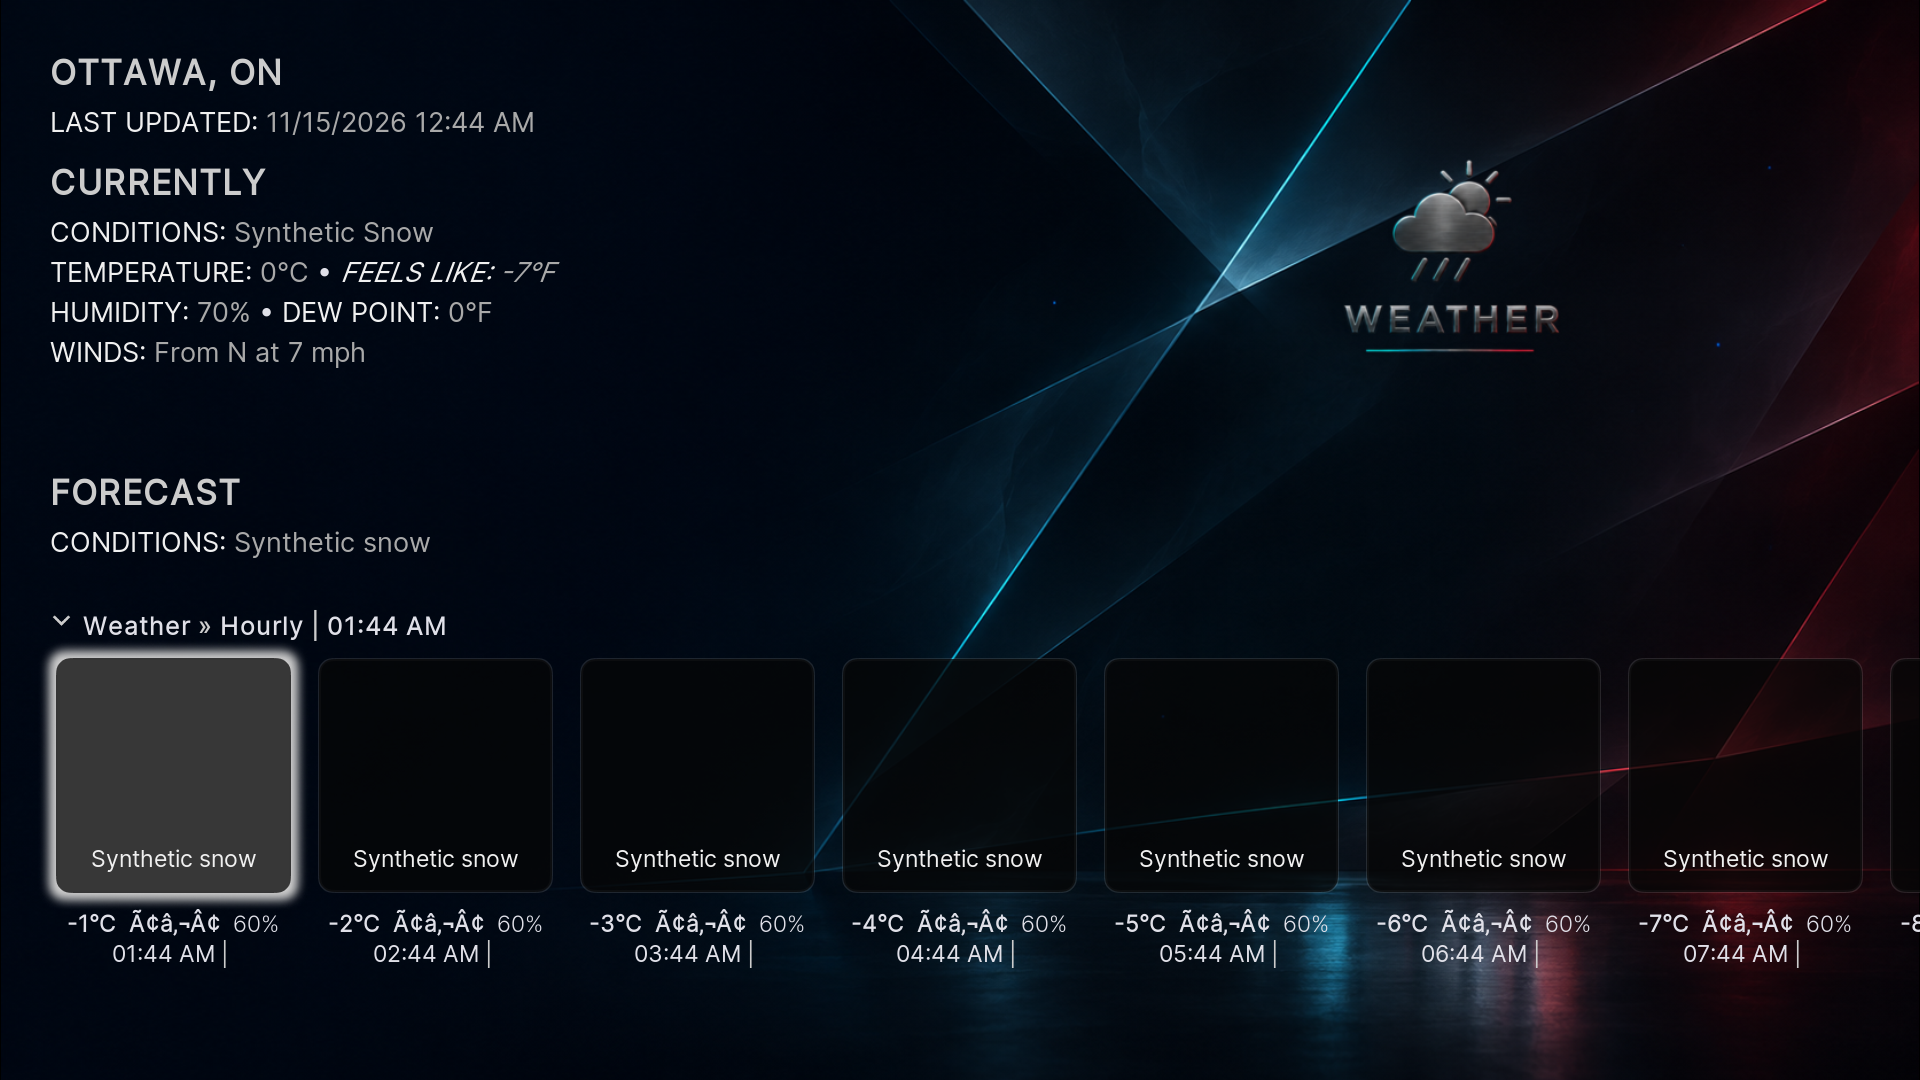 OTTAWA, ON
LAST UPDATED: 11/15/2026 12:44 AM
CURRENTLY
CONDITIONS: Synthetic Snow
TEMPERATURE: 0°C • FEELS LIKE: -7°F
HUMIDITY: 70% • DEW POINT: 0°F
WINDS: From N at 7 mph
WEATHER
FORECAST
CONDITIONS: Synthetic snow
Weather » Hourly | 01:44 AM
Synthetic snow Synthetic snow Synthetic snow Synthetic snow Synthetic snow Synthetic snow Synthetic snow
-1°C Ã¢â‚¬Â¢ 60% -2°C Ã¢â‚¬Â¢ 60% -3°C Ã¢â‚¬Â¢ 60% -4°C Ã¢â‚¬Â¢ 60% -5°C Ã¢â‚¬Â¢ 60% -6°C Ã¢â‚¬Â¢ 60% -7°C Ã¢â‚¬Â¢ 60% -8
01:44 AM | 02:44 AM | 03:44 AM | 04:44 AM | 05:44 AM | 06:44 AM | 07:44 AM |